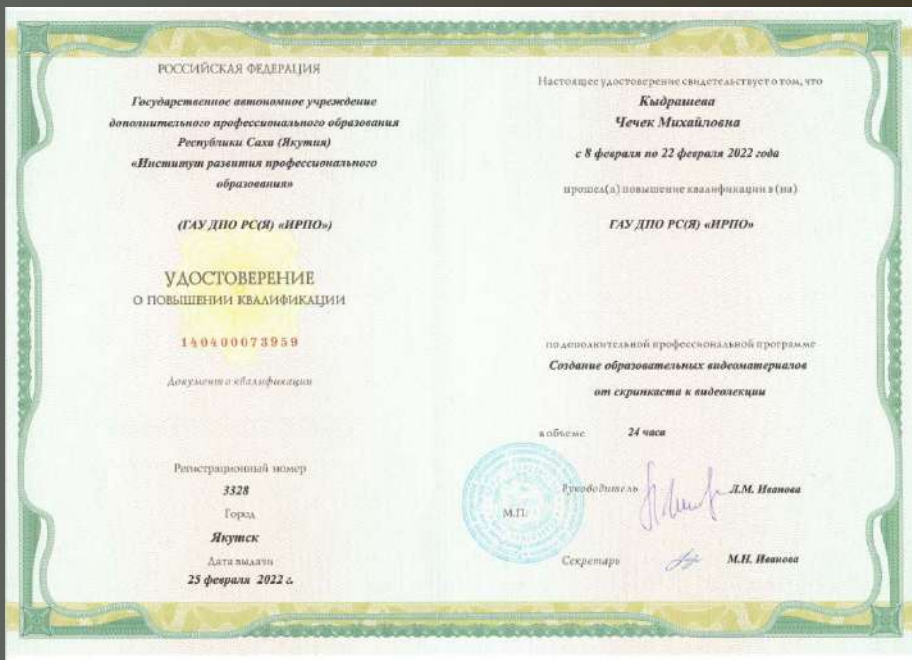 РОССИЙСКАЯ ФЕДЕРАЦИЯ
Государственное автономное учреждение
дополнительного профессионального образования
Республики Саха (Якутия)
«Институт развития профессионального
образования»
(ГАУ ДПО РС(Я) «ИРПО»)
УДОСТОВЕРЕНИЕ
О ПОВЫШЕНИИ КВАЛИФИКАЦИИ
140400073959
Документ о квалификации
Регистрационный номер
3328
Город
Якутск
Дата выдачи
25 февраля 2022 г.
Настоящее удостоверение свидетельствует о том, что
Кыдрашева
Чечек Михайловна
с 8 февраля по 22 февраля 2022 года
прошел(а) повышение квалификации в (на)
ГАУ ДПО РС(Я) «ИРПО»
по дополнительной профессиональной программе
Создание образовательных видеоматериалов
от скринкаста к видеолекции
в объеме 24 часа
Руководитель Л.М. Иванова
М.П.
Секретарь М.Н. Иванова